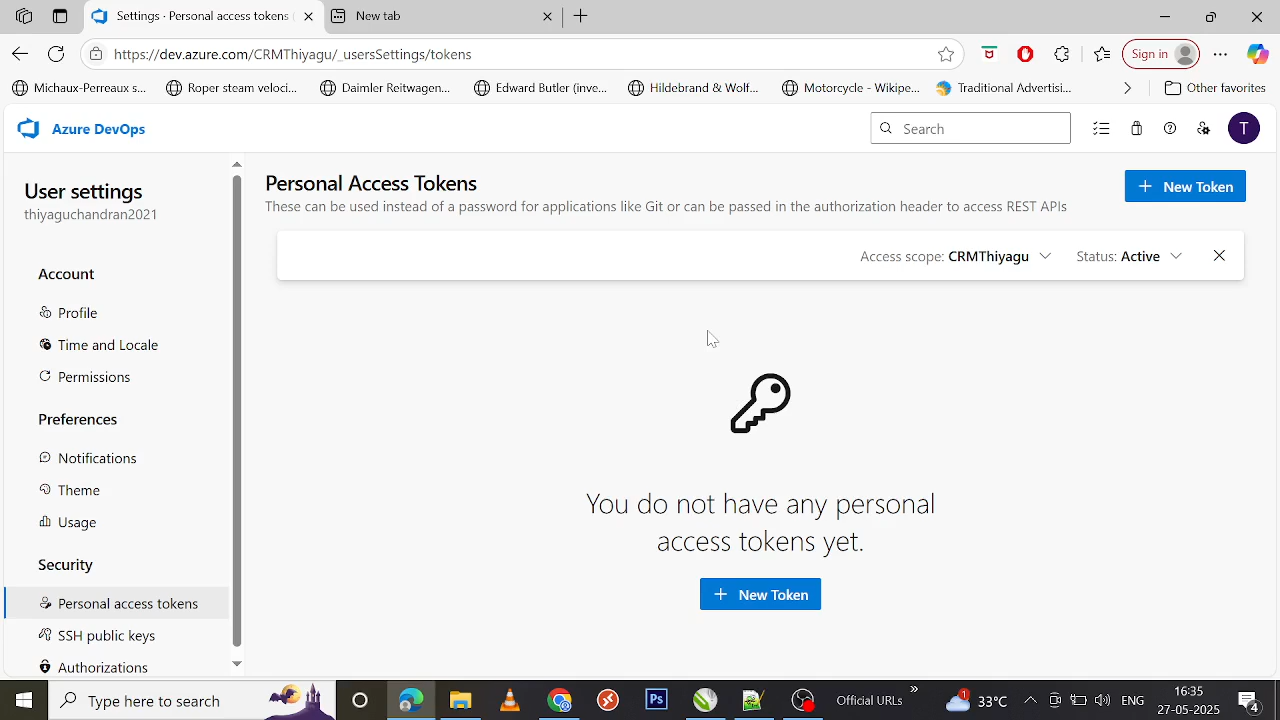 Settings · Personal access tokens
New tab
https://dev.azure.com/CRMThiyagu/_usersSettings/tokens
Sign in
Michaux-Perreaux s...
Roper steam veloci...
Daimler Reitwagen...
Edward Butler (inve...
Hildebrand & Wolf...
Motorcycle - Wikipe...
Traditional Advertisi...
Other favorites
Azure DevOps
Search
T
User settings
thiyaguchandran2021
Account
Profile
Time and Locale
Permissions
Preferences
Notifications
Theme
Usage
Security
Personal access tokens
SSH public keys
Authorizations
Personal Access Tokens
These can be used instead of a password for applications like Git or can be passed in the authorization header to access REST APIs
New Token
Access scope: CRMThiyagu
Status: Active
You do not have any personal
access tokens yet.
New Token
Type here to search
Ps
Official URLs
1
33°C
ENG
16:35
27-05-2025
4